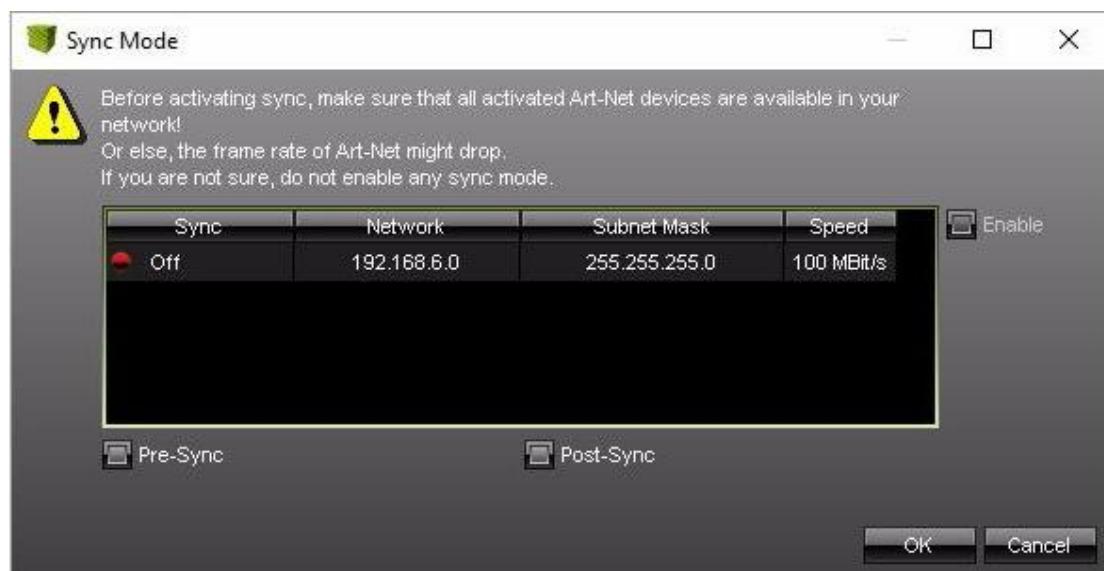 Sync Mode
Before activating sync, make sure that all activated Art-Net devices are available in your
network!
Or else, the frame rate of Art-Net might drop.
If you are not sure, do not enable any sync mode.
Sync Network Subnet Mask Speed Enable
Off 192.168.6.0 255.255.255.0 100 MBit/s
Pre-Sync Post-Sync
OK Cancel